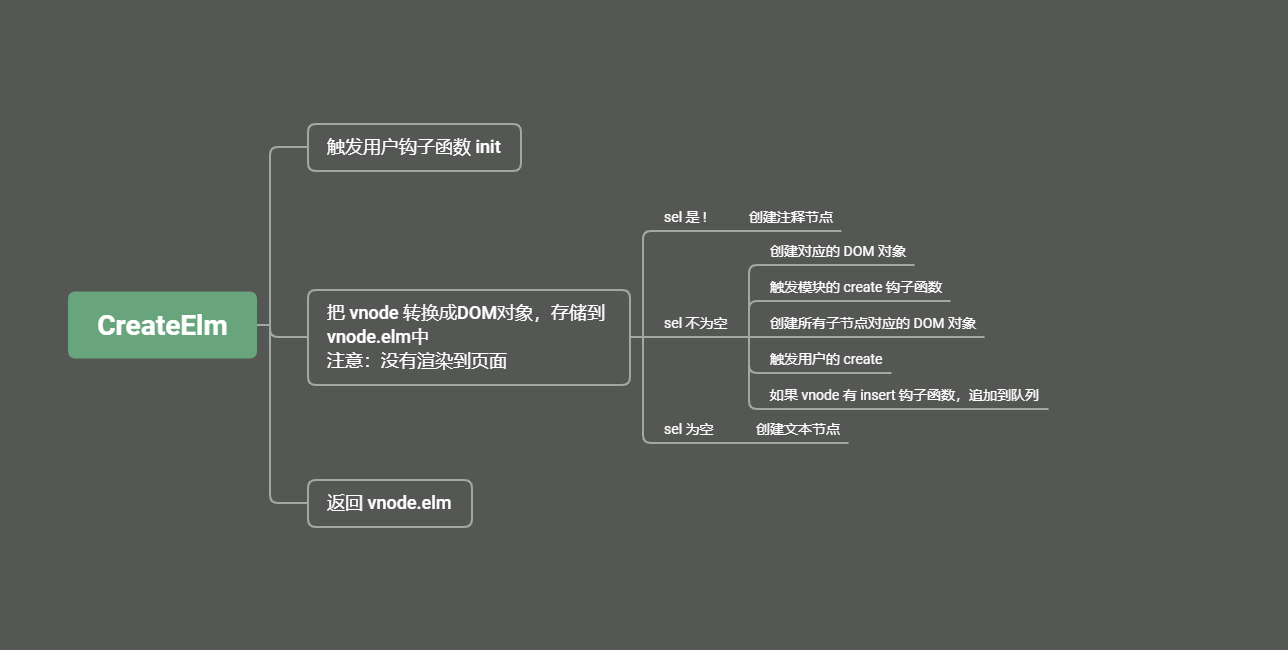 CreateElm
触发用户钩子函数 init
把 vnode 转换成DOM对象，存储到
vnode.elm中
注意：没有渲染到页面
sel 是 !
创建注释节点
sel 不为空
创建对应的 DOM 对象
触发模块的 create 钩子函数
创建所有子节点对应的 DOM 对象
触发用户的 create
如果 vnode 有 insert 钩子函数，追加到队列
sel 为空
创建文本节点
返回 vnode.elm